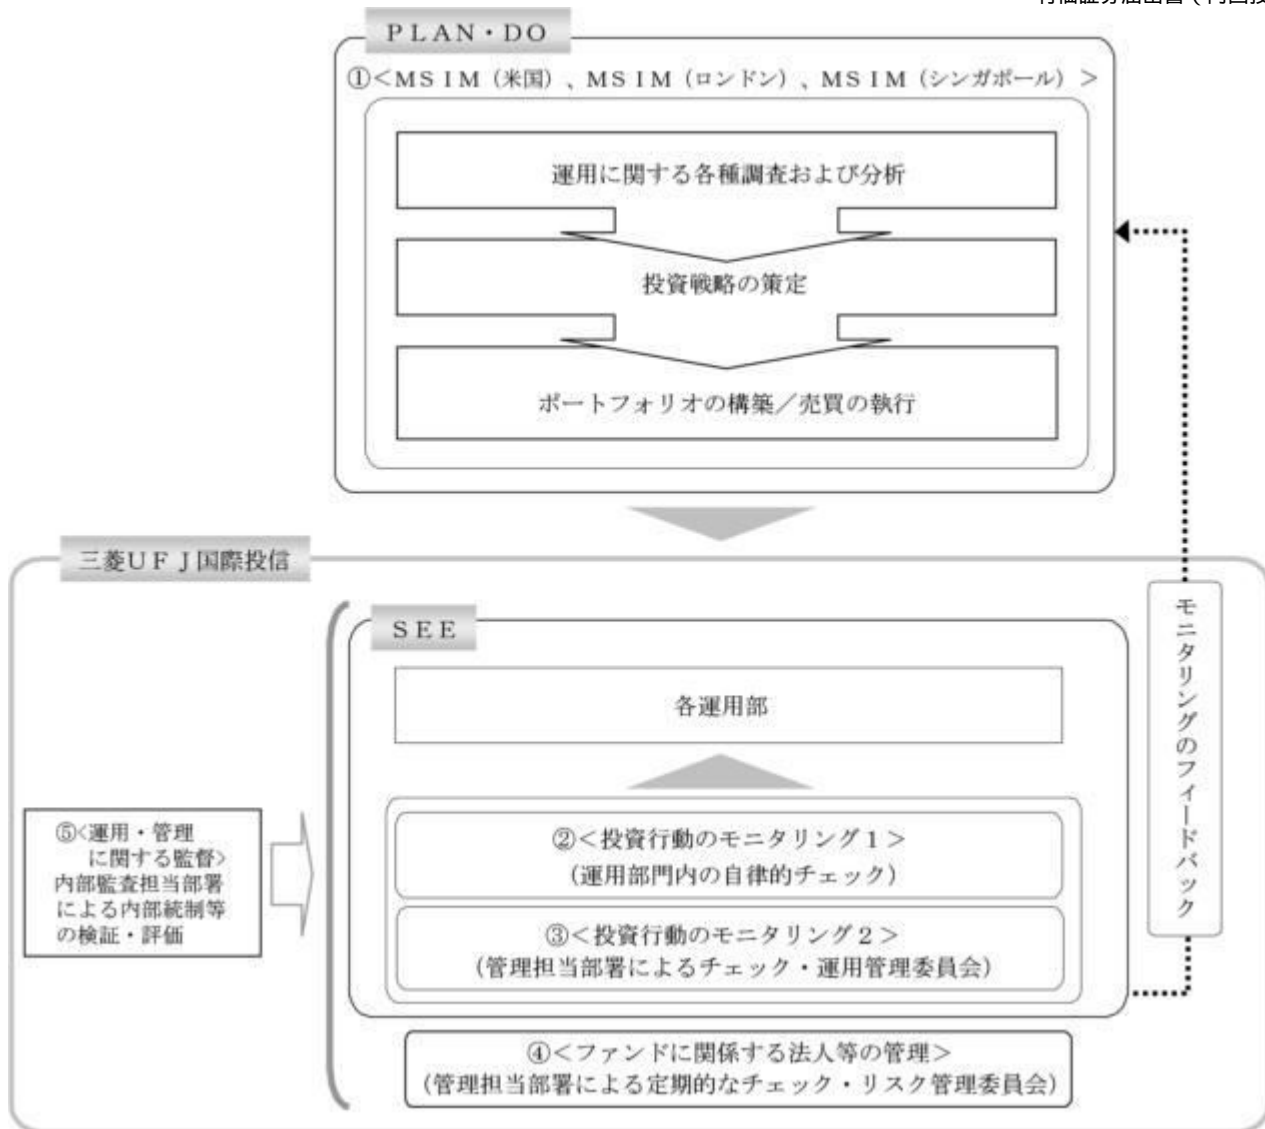 ＰＬＡＮ・ＤＯ
①＜ＭＳＩＭ（米国）、ＭＳＩＭ（ロンドン）、ＭＳＩＭ（シンガポール）＞
運用に関する各種調査および分析
投資戦略の策定
ポートフォリオの構築／売買の執行
三菱ＵＦＪ国際投信
ＳＥＥ
各運用部
②＜投資行動のモニタリング１＞
（運用部門内の自律的チェック）
③＜投資行動のモニタリング２＞
（管理担当部署によるチェック・運用管理委員会）
④＜ファンドに関係する法人等の管理＞
（管理担当部署による定期的なチェック・リスク管理委員会）
⑤<運用・管理
に関する監督>
内部監査担当部署
による内部統制等
の検証・評価
モニタリングのフィードバック